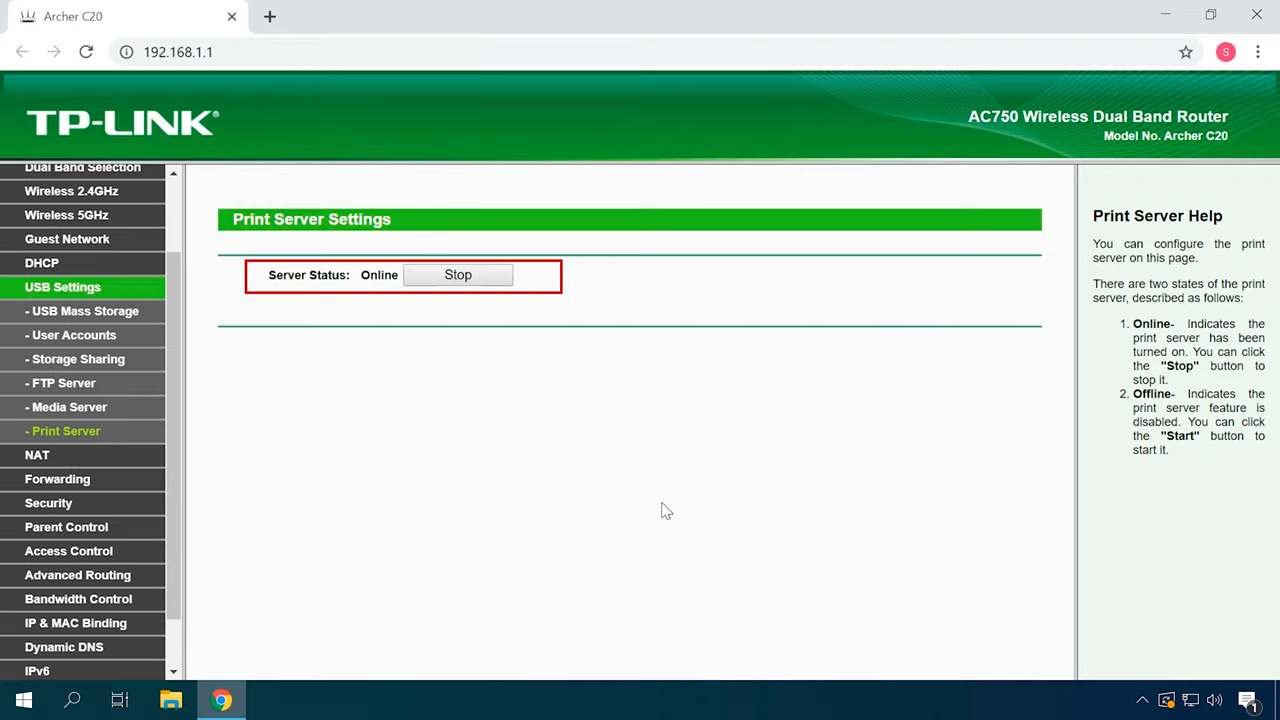 Archer C20
192.168.1.1
S
TP-LINK®
AC750 Wireless Dual Band Router
Model No. Archer C20
Dual Band Selection
Wireless 2.4GHz
Wireless 5GHz
Guest Network
DHCP
USB Settings
- USB Mass Storage
- User Accounts
- Storage Sharing
- FTP Server
- Media Server
- Print Server
NAT
Forwarding
Security
Parent Control
Access Control
Advanced Routing
Bandwidth Control
IP & MAC Binding
Dynamic DNS
IPv6
Print Server Settings
Server Status: Online Stop
Print Server Help
You can configure the print
server on this page.
There are two states of the print
server, described as follows:
1. Online- Indicates the
print server has been
turned on. You can click
the "Stop" button to
stop it.
2. Offline- Indicates the
print server feature is
disabled. You can click
the "Start" button to
start it.
1